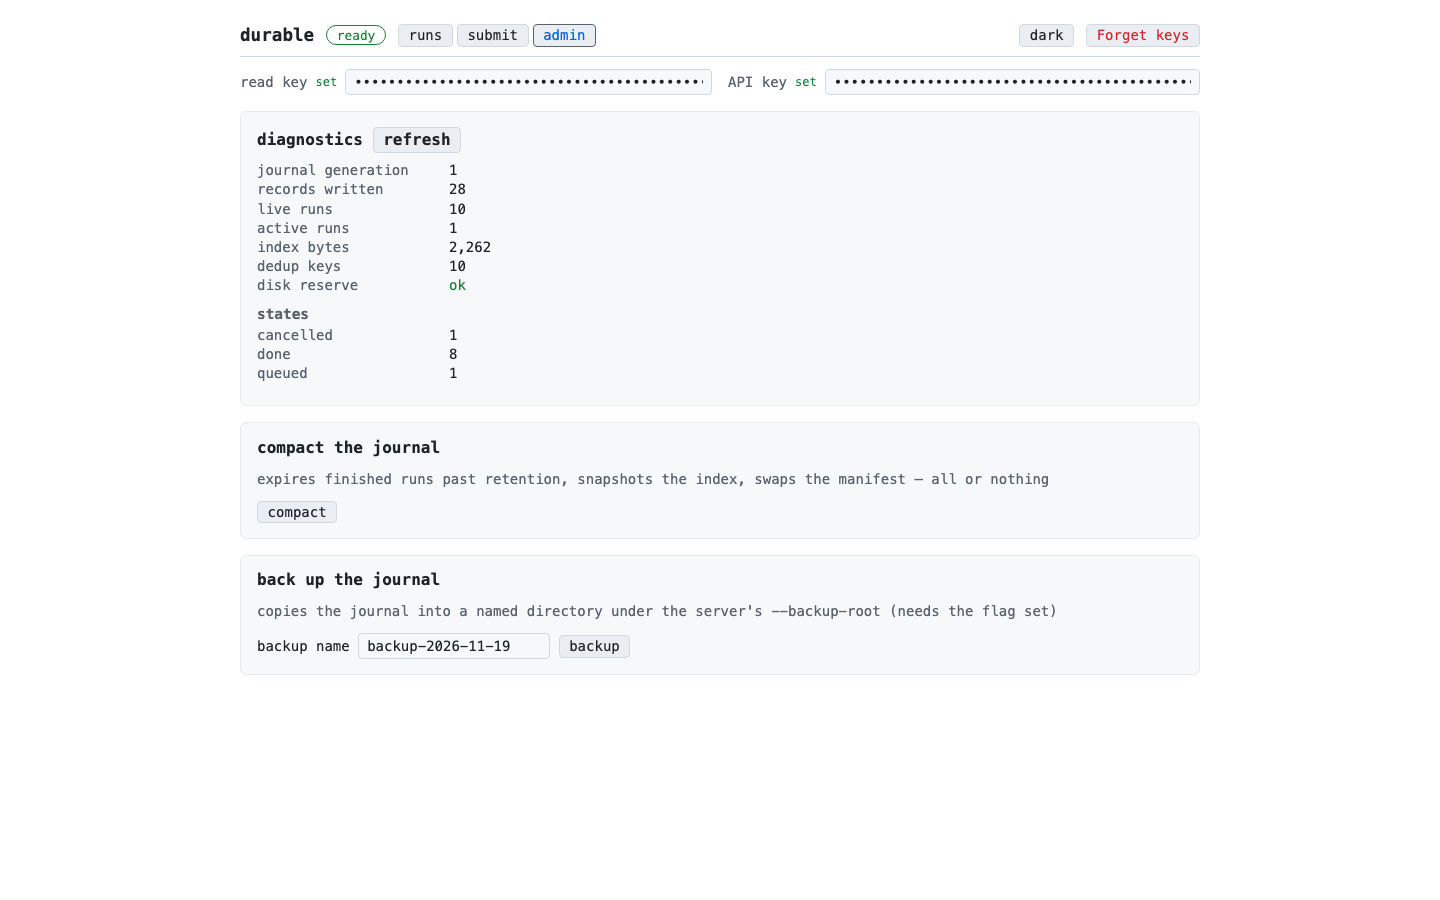 durable ready runs submit admin dark Forget keys
read key set •••••••••••••••••••••••••••••••••••••••••• API key set •••••••••••••••••••••••••••••••••••••••••••
diagnostics refresh
journal generation 1
records written 28
live runs 10
active runs 1
index bytes 2,262
dedup keys 10
disk reserve ok
states
cancelled 1
done 8
queued 1
compact the journal
expires finished runs past retention, snapshots the index, swaps the manifest — all or nothing
compact
back up the journal
copies the journal into a named directory under the server's --backup-root (needs the flag set)
backup name backup-2026-11-19 backup